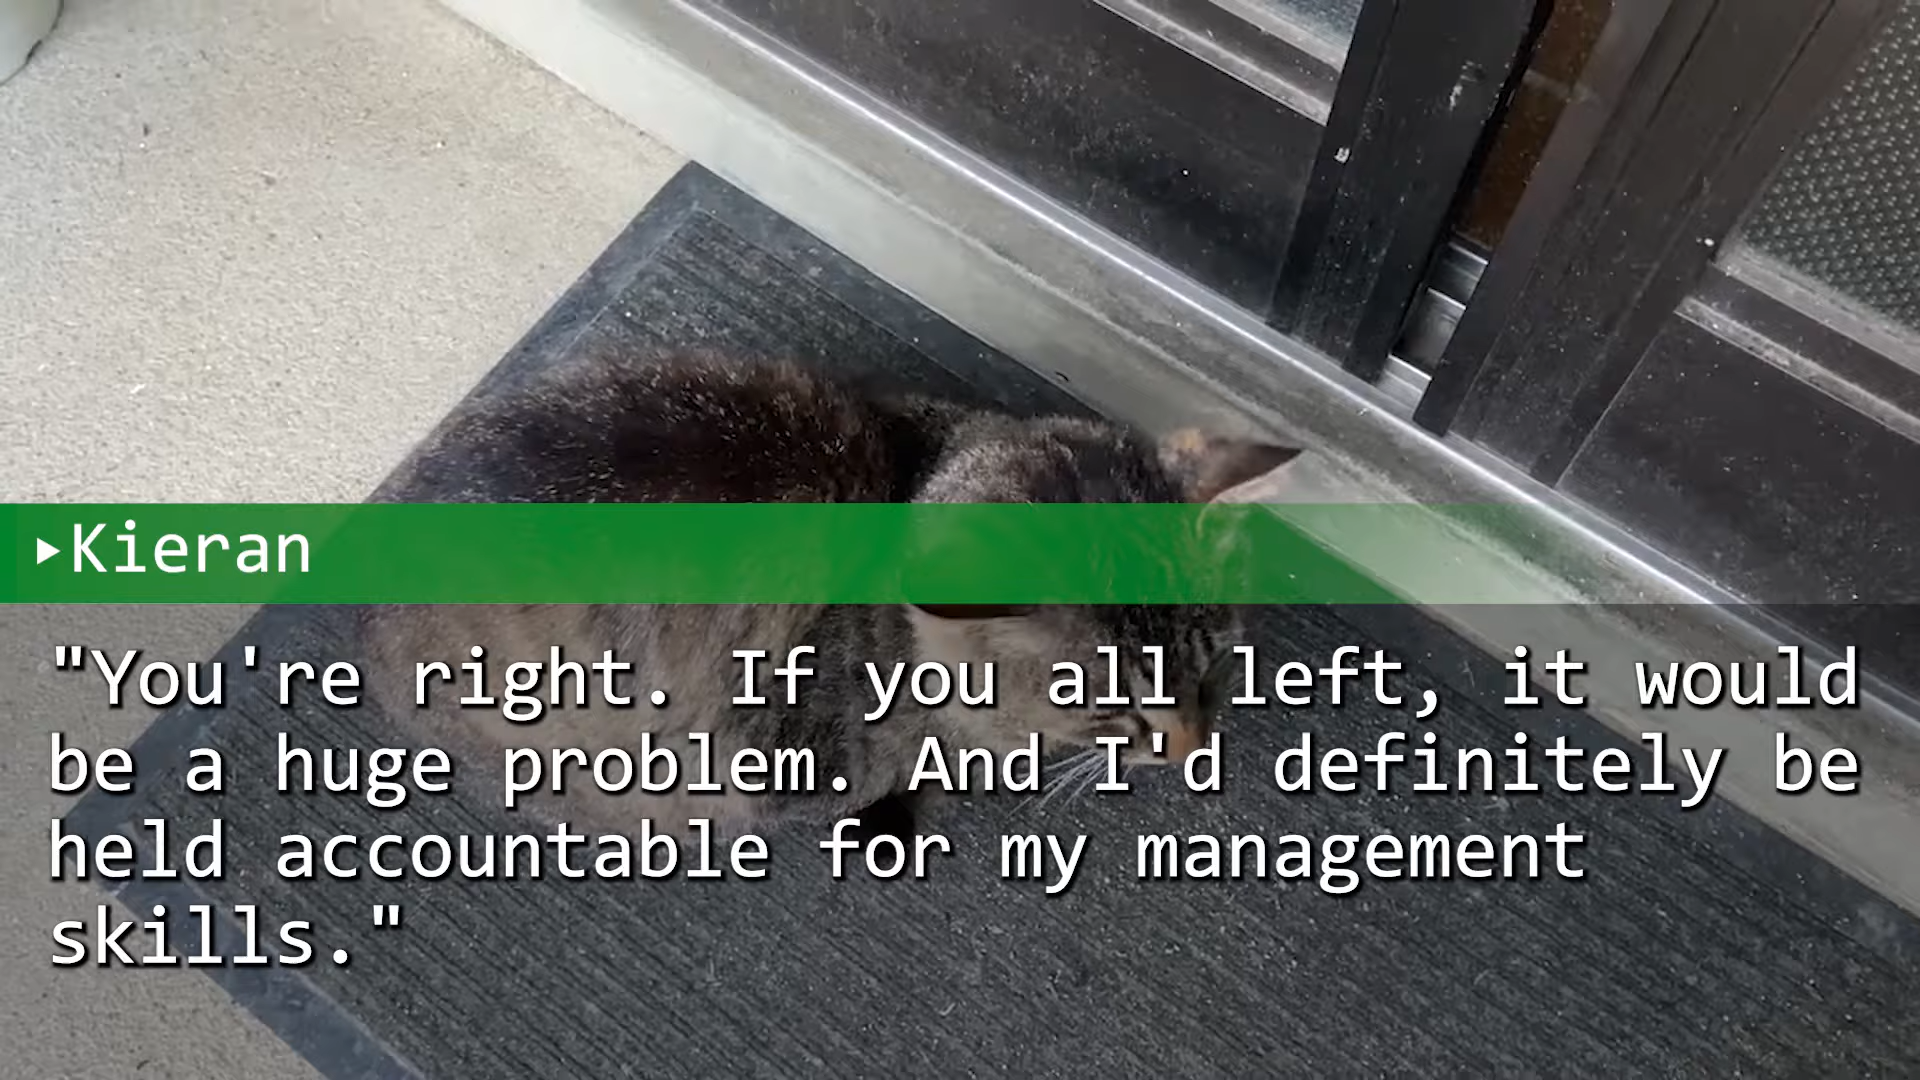 ▶Kieran
"You're right. If you all left, it would
be a huge problem. And I'd definitely be
held accountable for my management
skills."